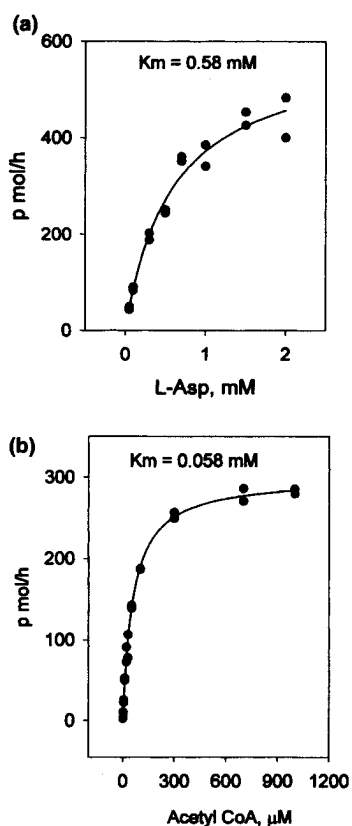 (a)
600
Km = 0.58 mM
400
p mol/h
200
0
0 1 2
L-Asp, mM
(b)
Km = 0.058 mM
300
200
p mol/h
100
0
0 300 600 900 1200
Acetyl CoA, µM